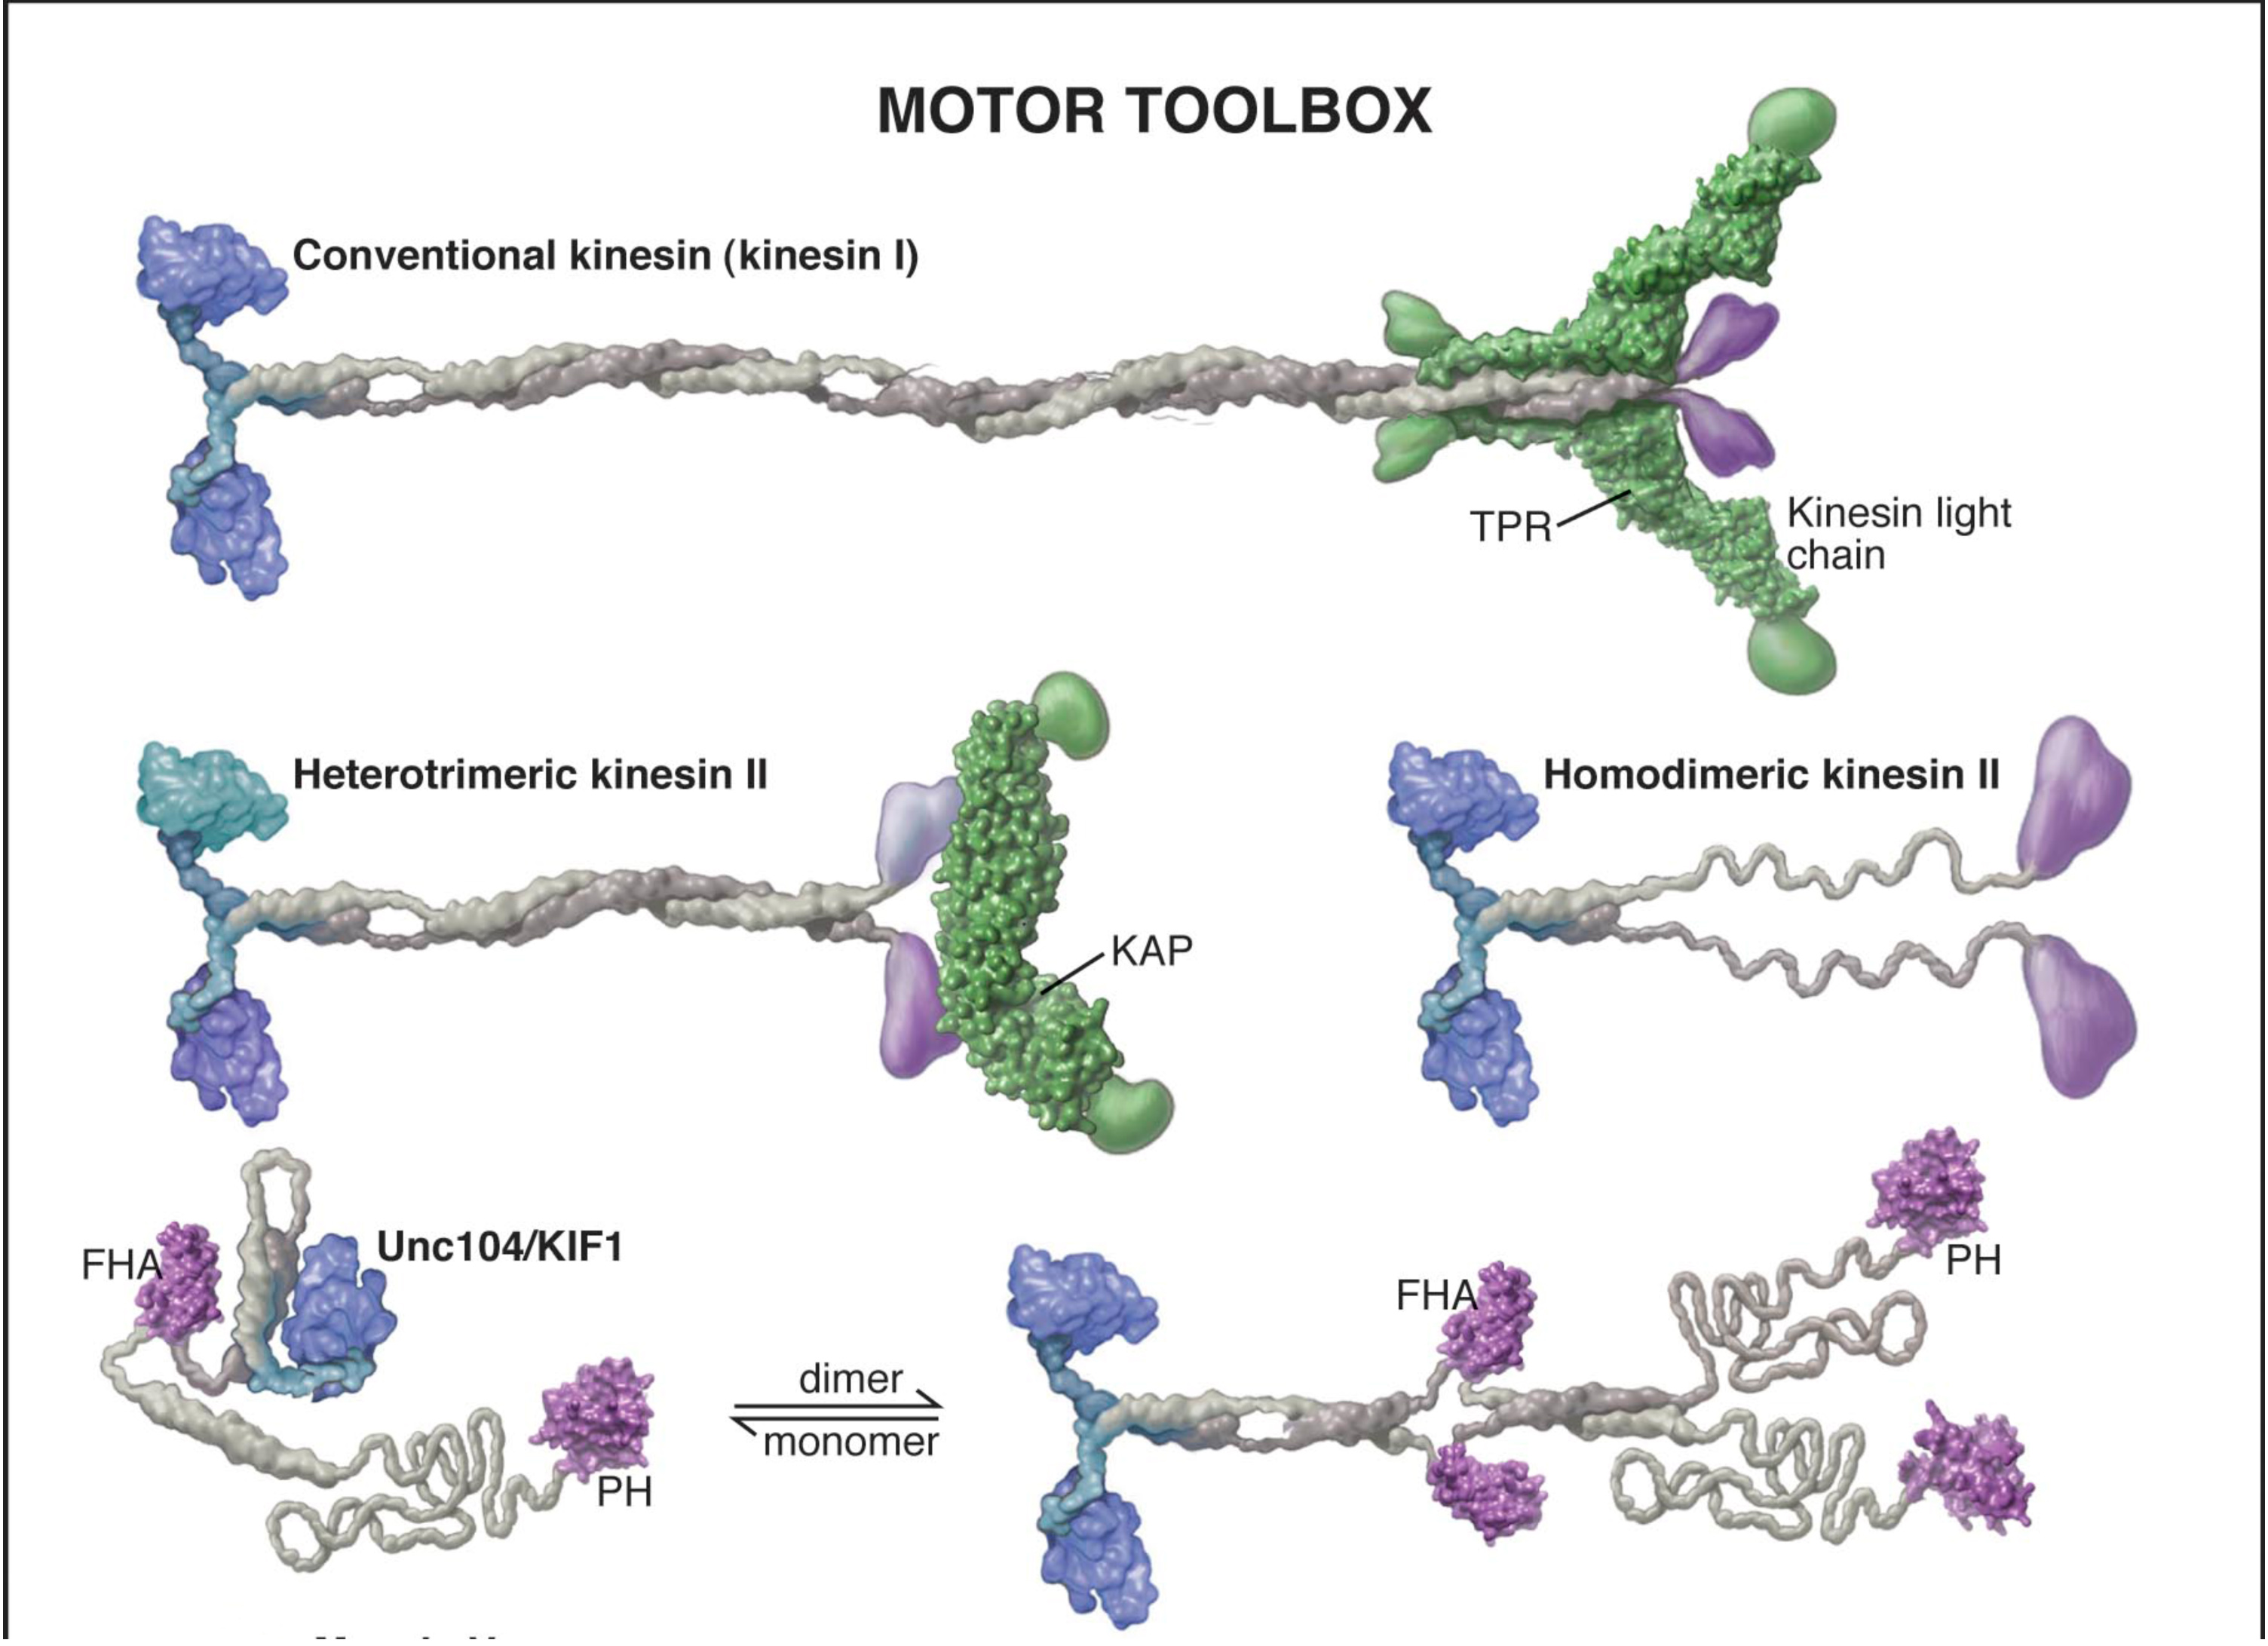 MOTOR TOOLBOX
Conventional kinesin (kinesin I)
TPR
Kinesin light
chain
Heterotrimeric kinesin II
KAP
Homodimeric kinesin II
FHA
Unc104/KIF1
PH
dimer
monomer
FHA
PH